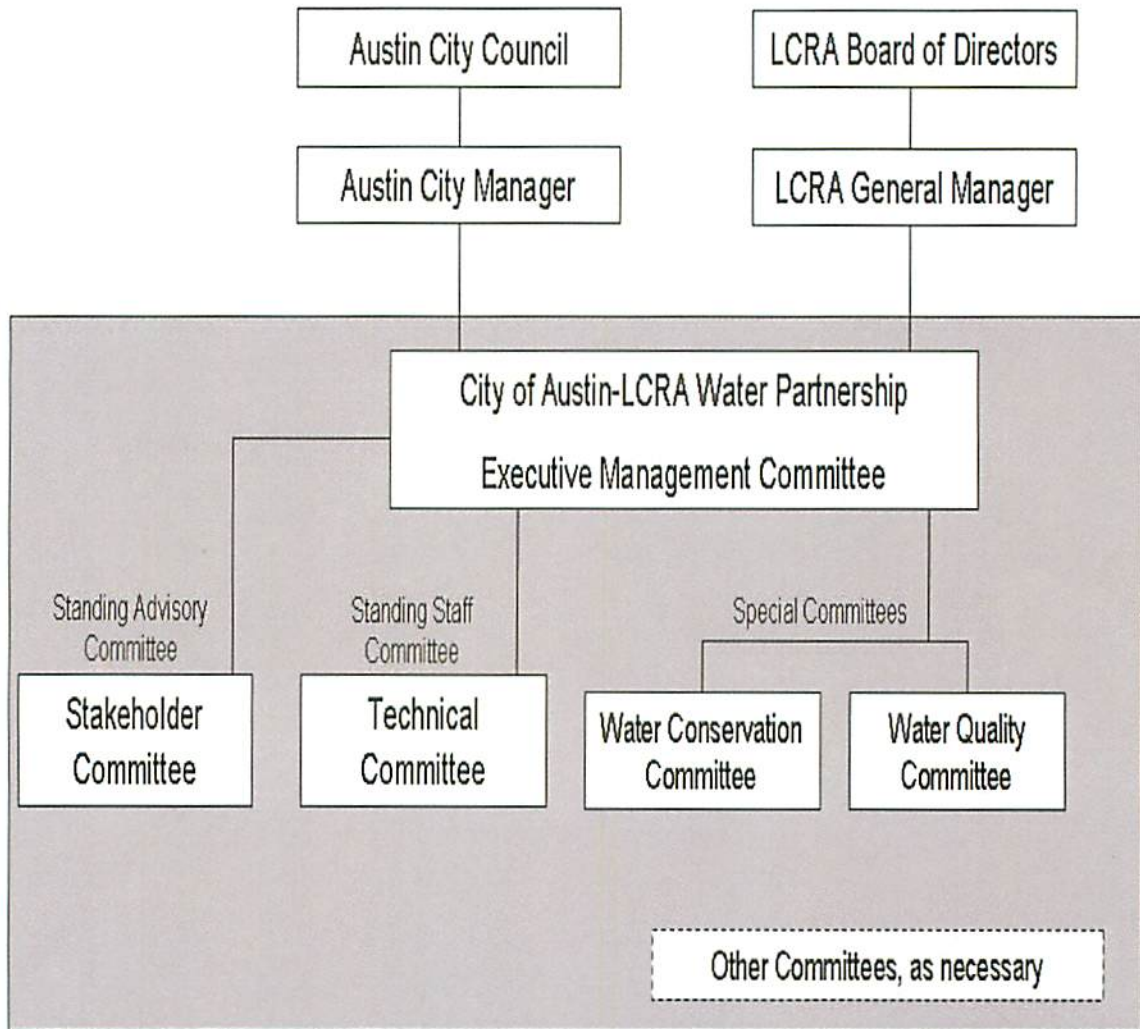 Austin City Council
LCRA Board of Directors
Austin City Manager
LCRA General Manager
City of Austin-LCRA Water Partnership
Executive Management Committee
Standing Advisory
Committee
Stakeholder
Committee
Standing Staff
Committee
Technical
Committee
Special Committees
Water Conservation
Committee
Water Quality
Committee
Other Committees, as necessary